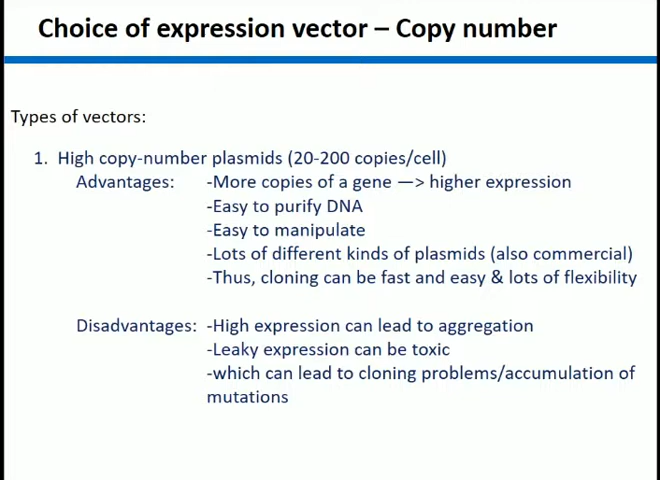 Choice of expression vector – Copy number
Types of vectors:
1. High copy-number plasmids (20-200 copies/cell)
Advantages: -More copies of a gene —> higher expression
-Easy to purify DNA
-Easy to manipulate
-Lots of different kinds of plasmids (also commercial)
-Thus, cloning can be fast and easy & lots of flexibility
Disadvantages: -High expression can lead to aggregation
-Leaky expression can be toxic
-which can lead to cloning problems/accumulation of
mutations